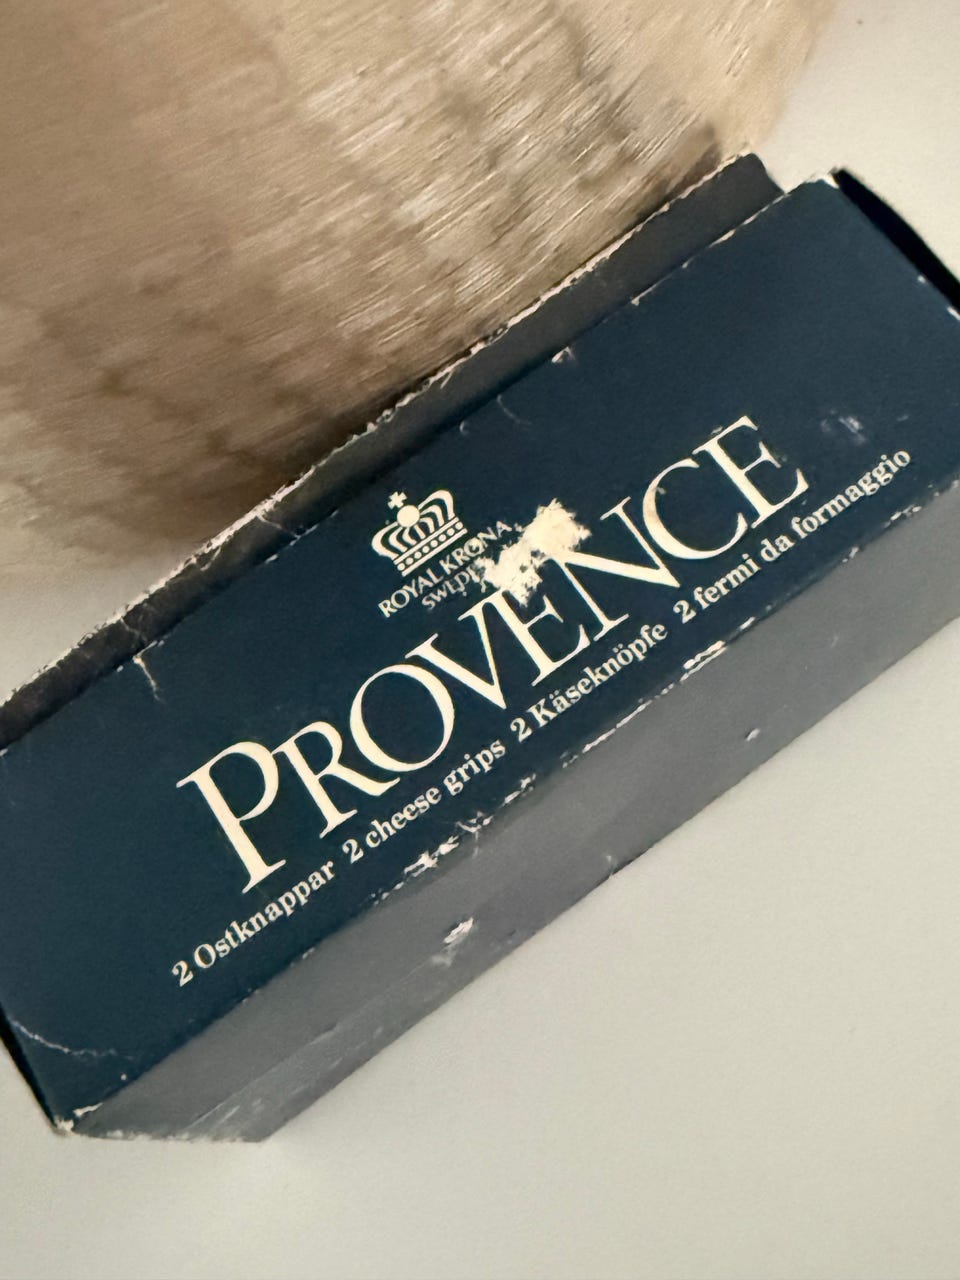 ROYAL KRONA
SWEDEN
PROVENCE
2 Ostknappar 2 cheese grips 2 Käseknöpfe 2 fermi da formaggio